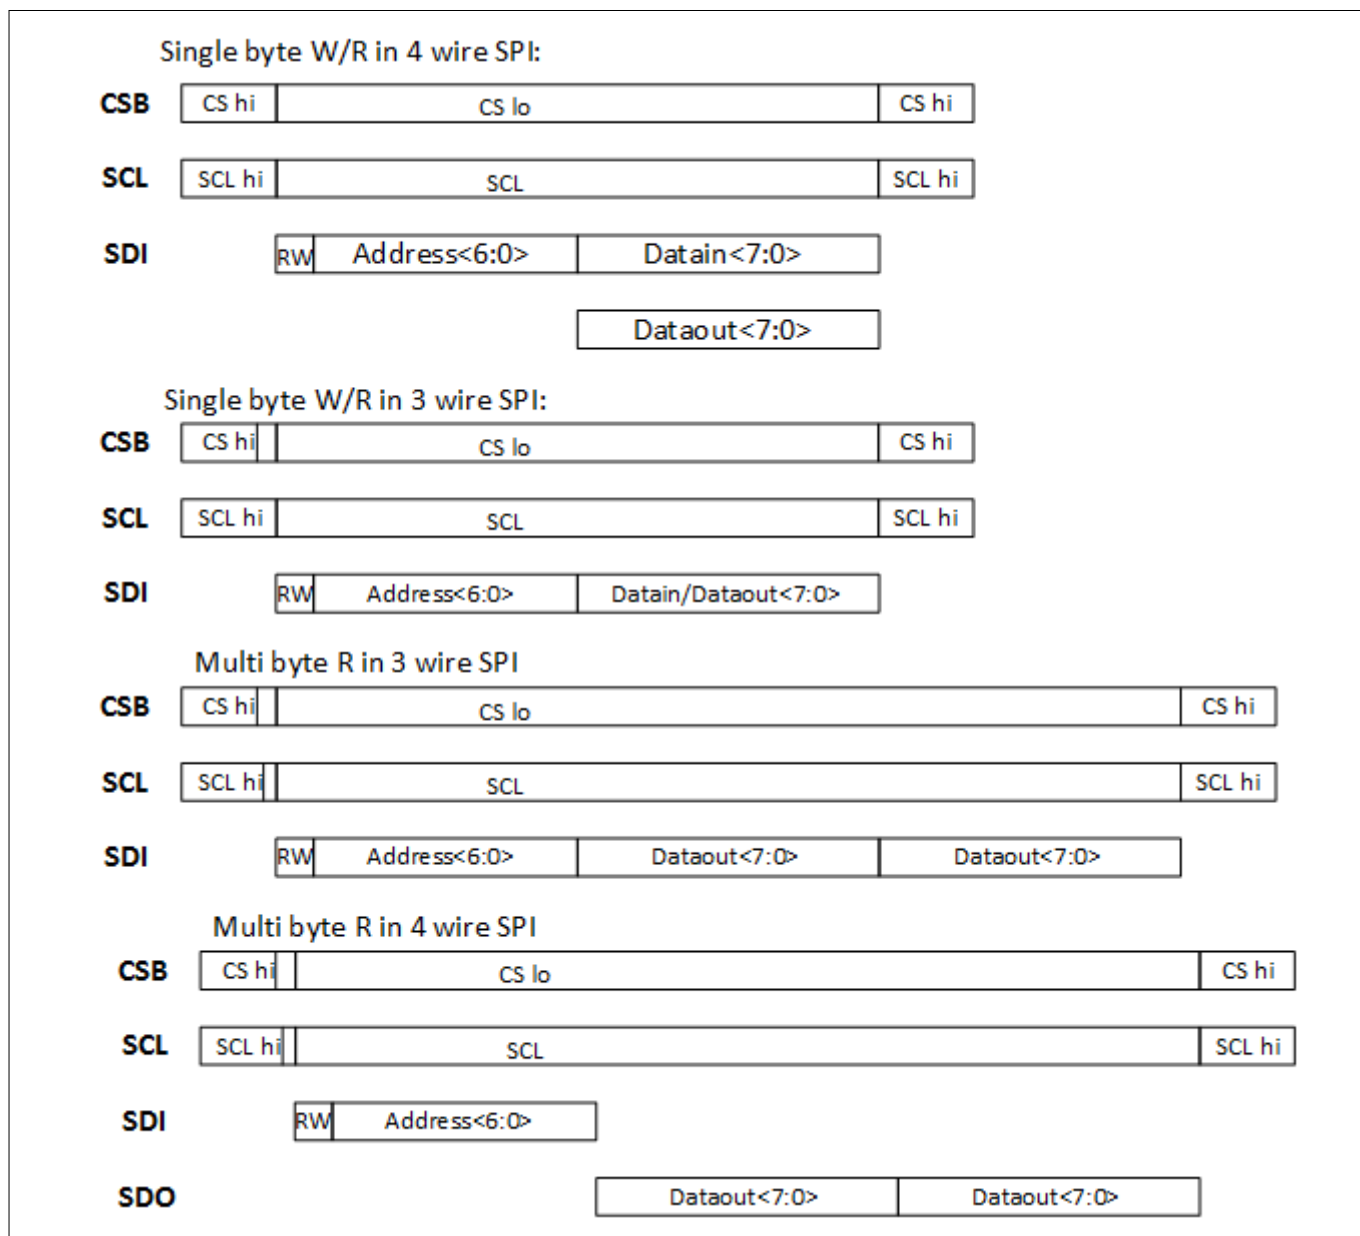 Single byte W/R in 4 wire SPI:
CSB CS hi CS lo CS hi
SCL SCL hi SCL SCL hi
SDI RW Address<6:0> Datain<7:0>
Dataout<7:0>
Single byte W/R in 3 wire SPI:
CSB CS hi CS lo CS hi
SCL SCL hi SCL SCL hi
SDI RW Address<6:0> Datain/Dataout<7:0>
Multi byte R in 3 wire SPI
CSB CS hi CS lo CS hi
SCL SCL hi SCL SCL hi
SDI RW Address<6:0> Dataout<7:0> Dataout<7:0>
Multi byte R in 4 wire SPI
CSB CS hi CS lo CS hi
SCL SCL hi SCL SCL hi
SDI RW Address<6:0>
SDO Dataout<7:0> Dataout<7:0>